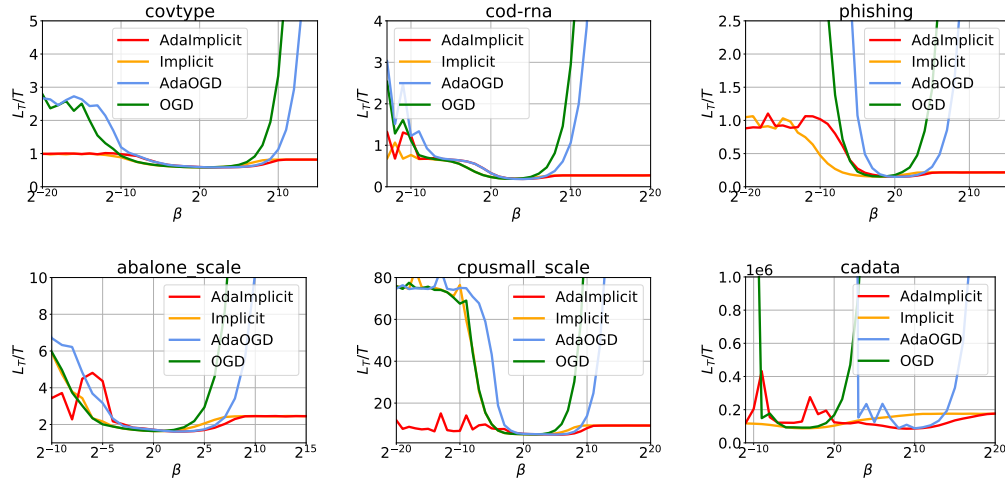 covtype
5
4
3
2
1
0
L_T/T
AdaImplicit
Implicit
AdaOGD
OGD
2^{-20} 2^{-10} 2^0 2^{10}
β
cod-rna
4
3
2
1
0
L_T/T
AdaImplicit
Implicit
AdaOGD
OGD
2^{-10} 2^0 2^{10} 2^{20}
β
phishing
2.5
2.0
1.5
1.0
0.5
0.0
L_T/T
AdaImplicit
Implicit
AdaOGD
OGD
2^{-20} 2^{-10} 2^0 2^{10}
β
abalone_scale
10
8
6
4
2
L_T/T
AdaImplicit
Implicit
AdaOGD
OGD
2^{-10} 2^{-5} 2^0 2^5 2^{10} 2^{15}
β
cpusmall_scale
80
60
40
20
L_T/T
AdaImplicit
Implicit
AdaOGD
OGD
2^{-20} 2^{-10} 2^0 2^{10} 2^{20}
β
cadata
1e6
1.0
0.8
0.6
0.4
0.2
0.0
L_T/T
AdaImplicit
Implicit
AdaOGD
OGD
2^{-10} 2^0 2^{10} 2^{20}
β